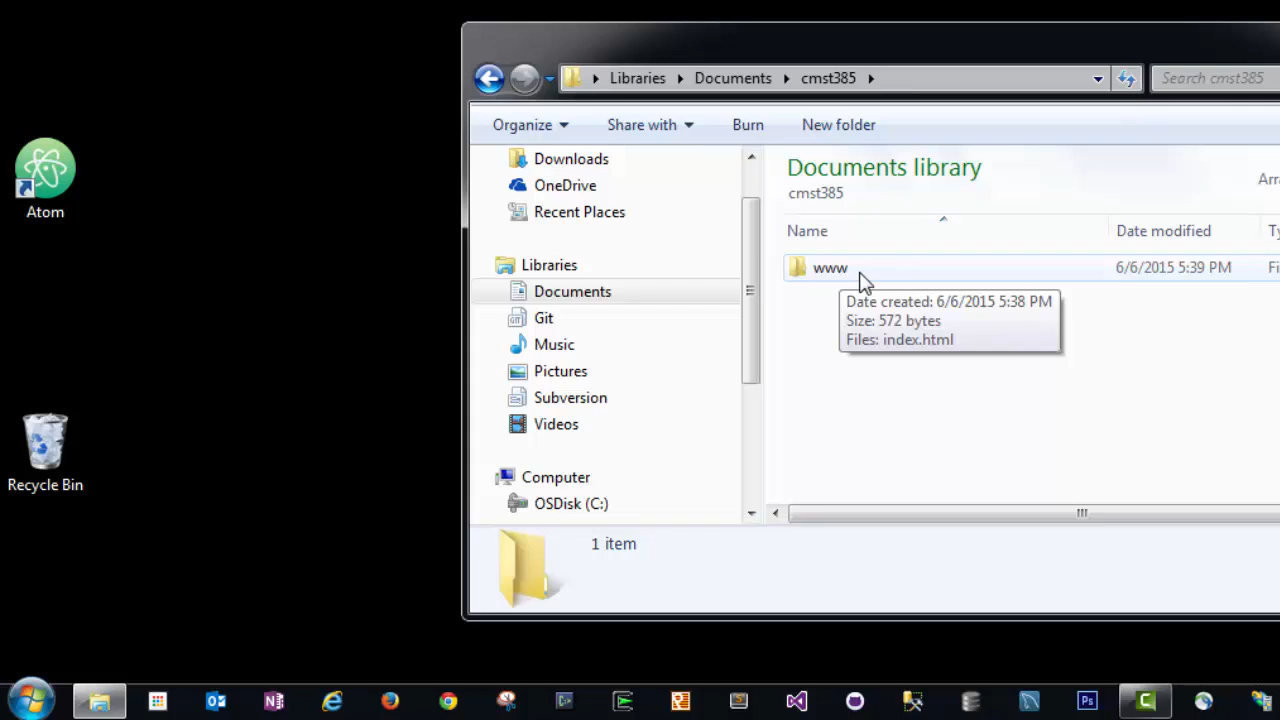 Atom
Recycle Bin
Libraries Documents cmst385
Search cmst385
Organize Share with Burn New folder
Downloads
OneDrive
Recent Places
Libraries
Documents
Git
Music
Pictures
Subversion
Videos
Computer
OSDisk (C:)
Documents library
cmst385
Arra
Name Date modified Ty
www 6/6/2015 5:39 PM Fi
Date created: 6/6/2015 5:38 PM
Size: 572 bytes
Files: index.html
1 item